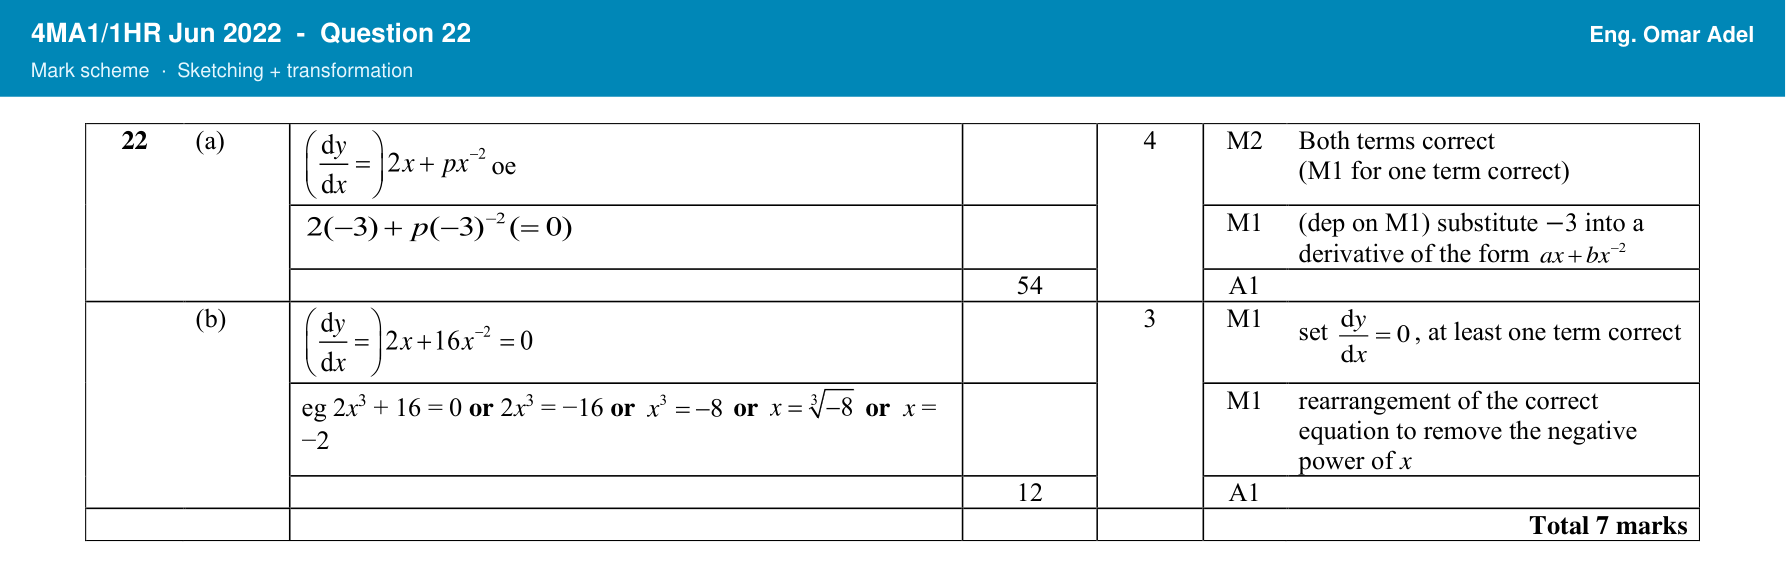 4MA1/1HR Jun 2022 - Question 22
Eng. Omar Adel
Mark scheme · Sketching + transformation
22 (a) (dy/dx =) 2x + px⁻² oe 4 M2 Both terms correct
(M1 for one term correct)
2(−3) + p(−3)⁻² (= 0) M1 (dep on M1) substitute −3 into a
derivative of the form ax + bx⁻²
54 A1
(b) (dy/dx =) 2x + 16x⁻² = 0 3 M1 set dy/dx = 0, at least one term correct
eg 2x³ + 16 = 0 or 2x³ = −16 or x³ = −8 or x = ∛−8 or x =
−2
M1 rearrangement of the correct
equation to remove the negative
power of x
12 A1
Total 7 marks